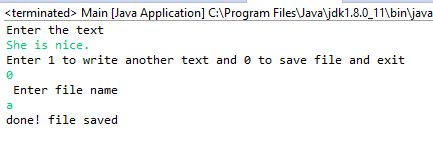 <terminated> Main [Java Application] C:\Program Files\Java\jdk1.8.0_11\bin\java
Enter the text
She is nice.
Enter 1 to write another text and 0 to save file and exit
0
Enter file name
a
done! file saved